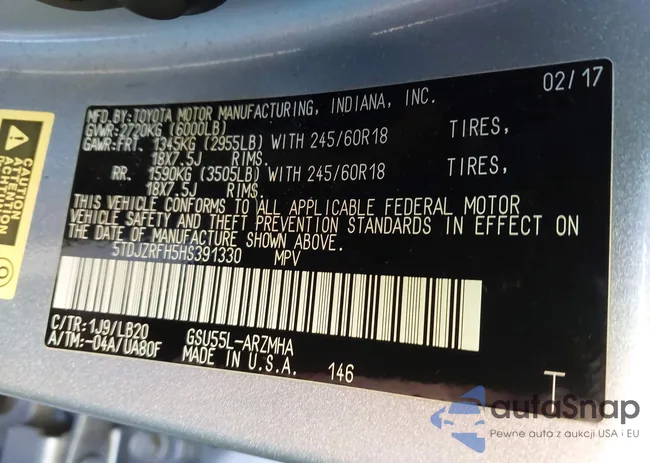 02/17
MFD.BY: TOYOTA MOTOR MANUFACTURING, INDIANA, INC.
GVWR: 2720KG (6000LB)
GAWR: FRT. 1345KG (2955LB) WITH 245/60R18 TIRES,
18X7.5J RIMS.
RR. 1590KG (3505LB) WITH 245/60R18 TIRES,
18X7.5J RIMS.
THIS VEHICLE CONFORMS TO ALL APPLICABLE FEDERAL MOTOR
VEHICLE SAFETY AND THEFT PREVENTION STANDARDS IN EFFECT ON
THE DATE OF MANUFACTURE SHOWN ABOVE.
5TDJZRFH5HS391330 MPV
C/TR: 1J9/LB20 GSU55L-ARZMHA
A/TM: -04A/UA80F MADE IN U.S.A. 146
T
CAUTION
ATTENTION
autoSnap
Pewne auta z aukcji USA i EU